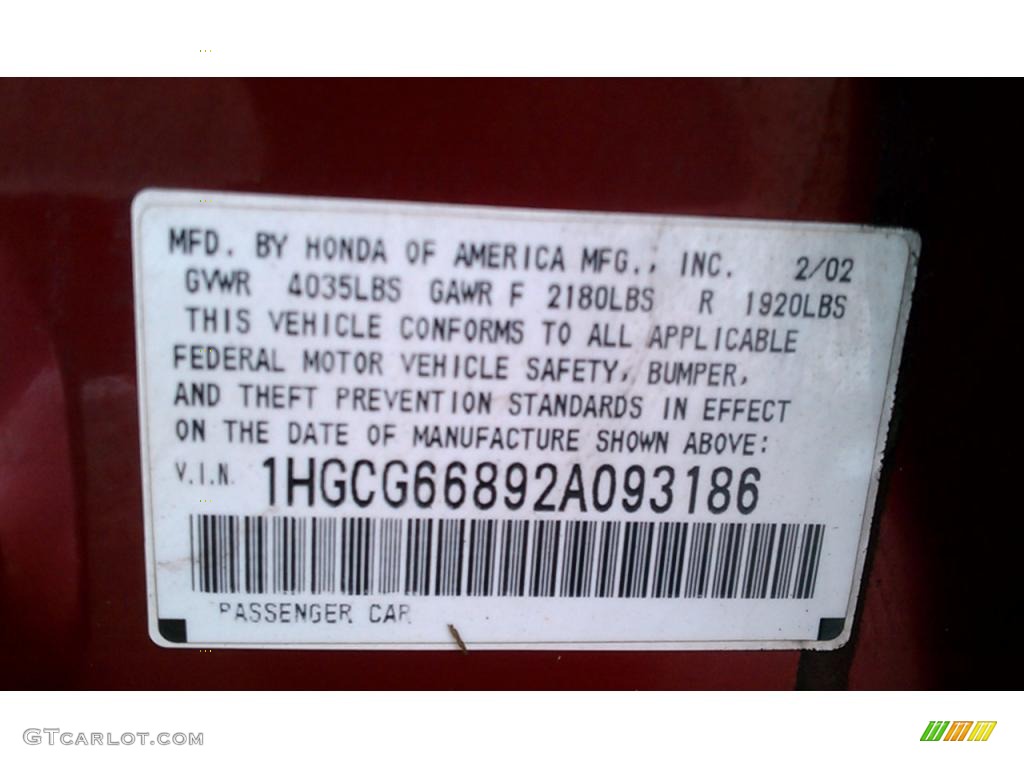 MFD. BY HONDA OF AMERICA MFG., INC. 2/02
GVWR 4035LBS GAWR F 2180LBS R 1920LBS
THIS VEHICLE CONFORMS TO ALL APPLICABLE
FEDERAL MOTOR VEHICLE SAFETY, BUMPER,
AND THEFT PREVENTION STANDARDS IN EFFECT
ON THE DATE OF MANUFACTURE SHOWN ABOVE:
V.I.N. 1HGCG66892A093186
PASSENGER CAR
GTCARLOT.COM